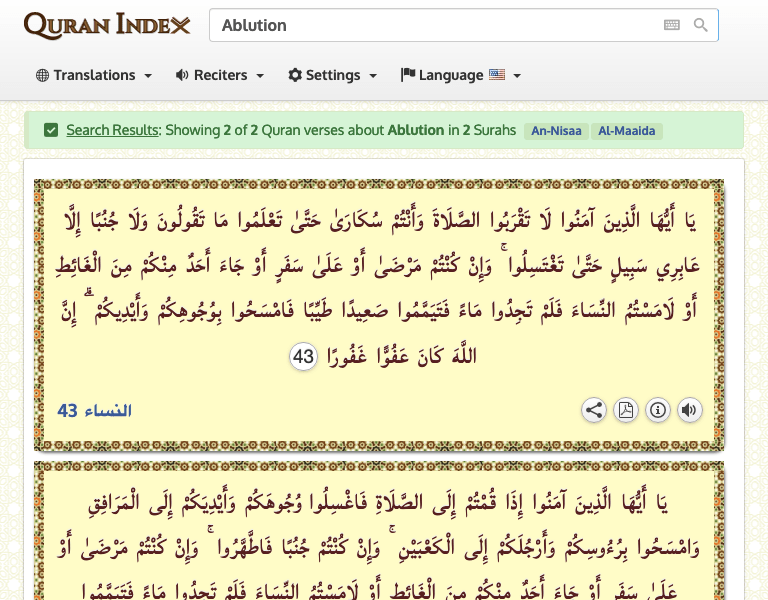 QURAN INDEX
Ablution
Translations Reciters Settings Language
Search Results: Showing 2 of 2 Quran verses about Ablution in 2 Surahs An-Nisaa Al-Maaida
يَا أَيُّهَا الَّذِينَ آمَنُوا لَا تَقْرَبُوا الصَّلَاةَ وَأَنْتُمْ سُكَارَىٰ حَتَّىٰ تَعْلَمُوا مَا تَقُولُونَ وَلَا جُنُبًا إِلَّا
عَابِرِي سَبِيلٍ حَتَّىٰ تَغْتَسِلُوا ۚ وَإِنْ كُنْتُمْ مَرْضَىٰ أَوْ عَلَىٰ سَفَرٍ أَوْ جَاءَ أَحَدٌ مِنْكُمْ مِنَ الْغَائِطِ
أَوْ لَامَسْتُمُ النِّسَاءَ فَلَمْ تَجِدُوا مَاءً فَتَيَمَّمُوا صَعِيدًا طَيِّبًا فَامْسَحُوا بِوُجُوهِكُمْ وَأَيْدِيكُمْ ۗ إِنَّ
اللَّهَ كَانَ عَفُوًّا غَفُورًا 43
النساء 43
يَا أَيُّهَا الَّذِينَ آمَنُوا إِذَا قُمْتُمْ إِلَى الصَّلَاةِ فَاغْسِلُوا وُجُوهَكُمْ وَأَيْدِيَكُمْ إِلَى الْمَرَافِقِ
وَامْسَحُوا بِرُءُوسِكُمْ وَأَرْجُلَكُمْ إِلَى الْكَعْبَيْنِ ۚ وَإِنْ كُنْتُمْ جُنُبًا فَاطَّهَّرُوا ۚ وَإِنْ كُنْتُمْ مَرْضَىٰ أَوْ
عَلَىٰ سَفَرٍ أَوْ جَاءَ أَحَدٌ مِنْكُمْ مِنَ الْغَائِطِ أَوْ لَامَسْتُمُ النِّسَاءَ فَلَمْ تَجِدُوا مَاءً فَتَيَمَّمُوا